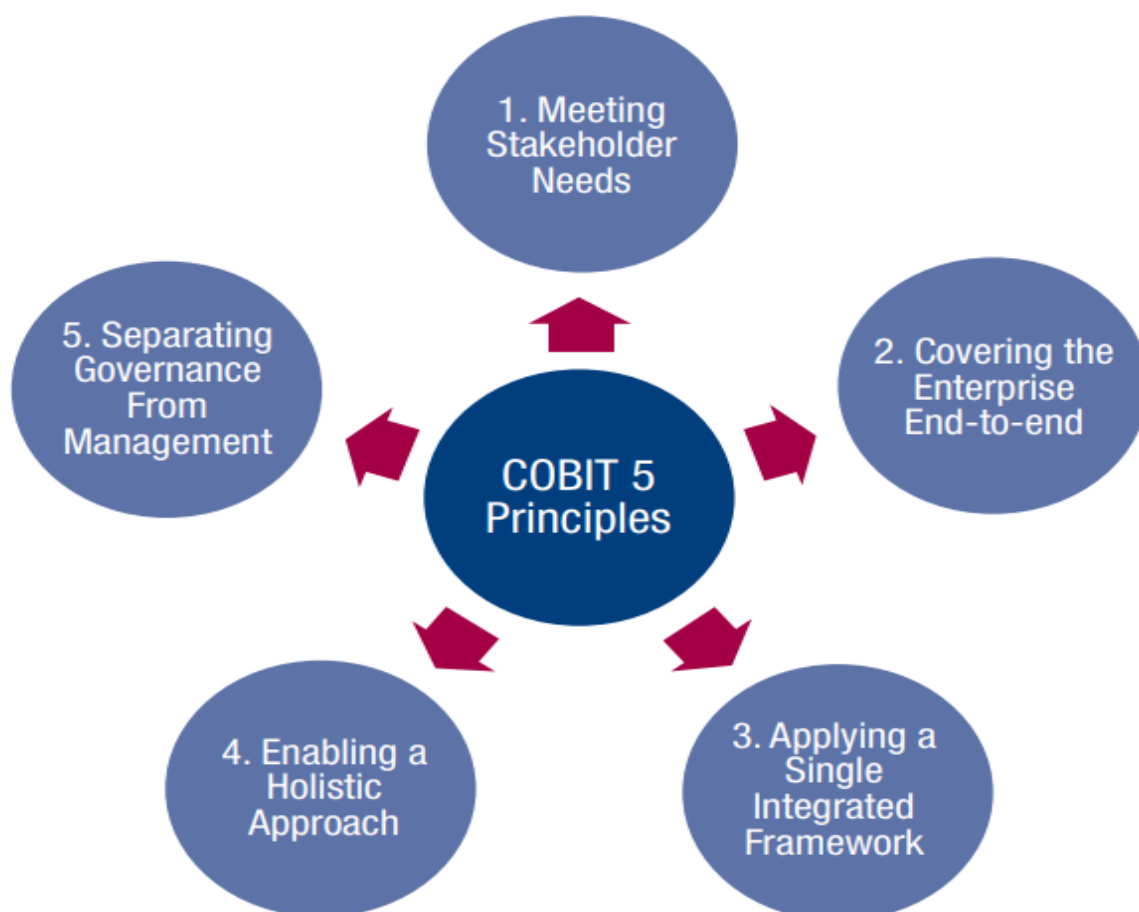 1. Meeting
Stakeholder
Needs
2. Covering the
Enterprise
End-to-end
3. Applying a
Single
Integrated
Framework
4. Enabling a
Holistic
Approach
5. Separating
Governance
From
Management
COBIT 5
Principles